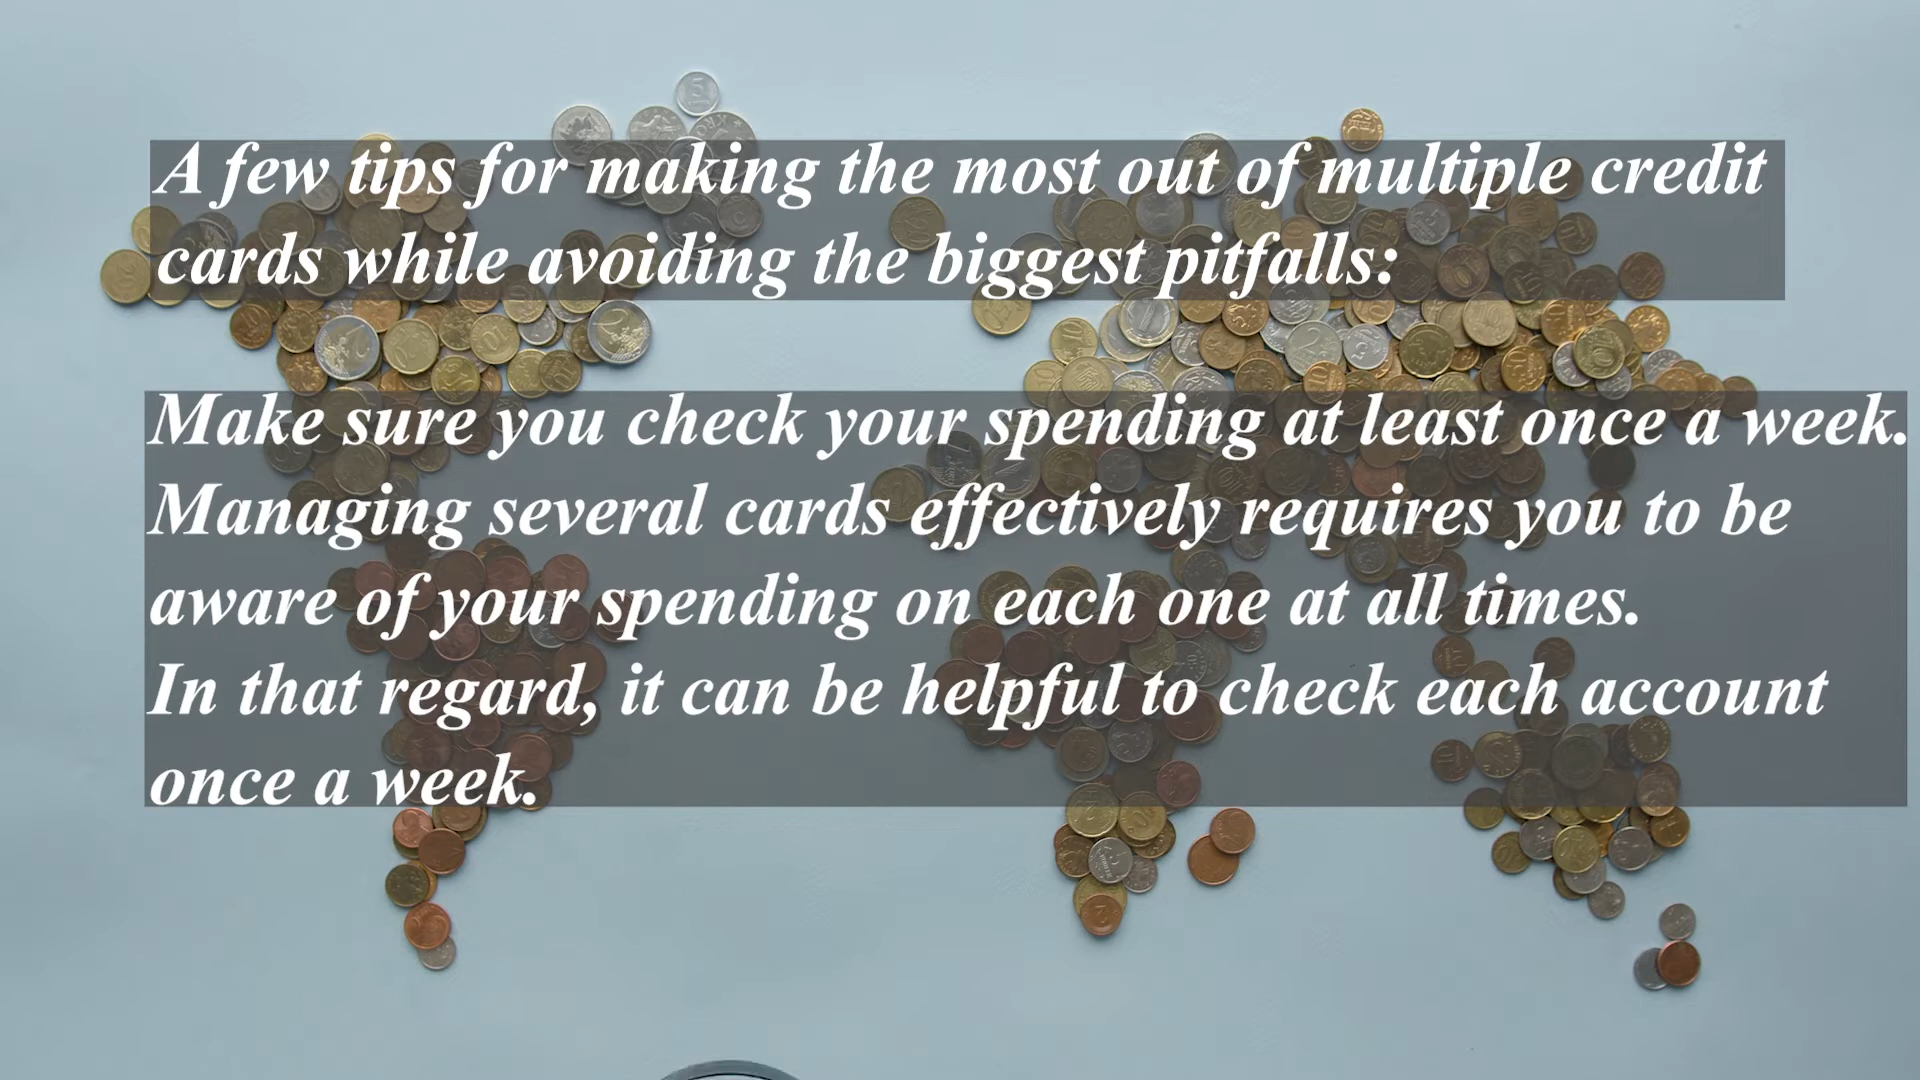 A few tips for making the most out of multiple credit
cards while avoiding the biggest pitfalls:
Make sure you check your spending at least once a week.
Managing several cards effectively requires you to be
aware of your spending on each one at all times.
In that regard, it can be helpful to check each account
once a week.